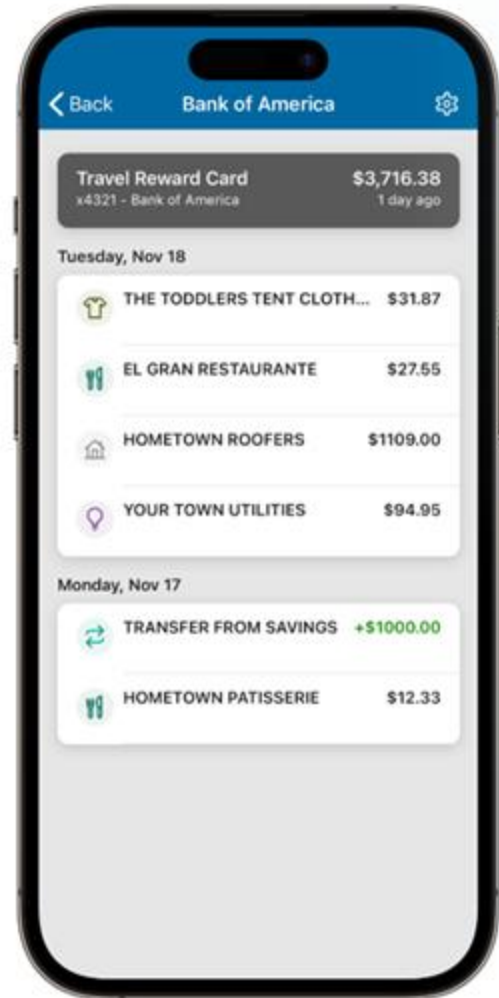 Back
Bank of America
Travel Reward Card $3,716.38
x4321 - Bank of America 1 day ago
Tuesday, Nov 18
THE TODDLERS TENT CLOTH... $31.87
EL GRAN RESTAURANTE $27.55
HOMETOWN ROOFERS $1109.00
YOUR TOWN UTILITIES $94.95
Monday, Nov 17
TRANSFER FROM SAVINGS +$1000.00
HOMETOWN PATISSERIE $12.33